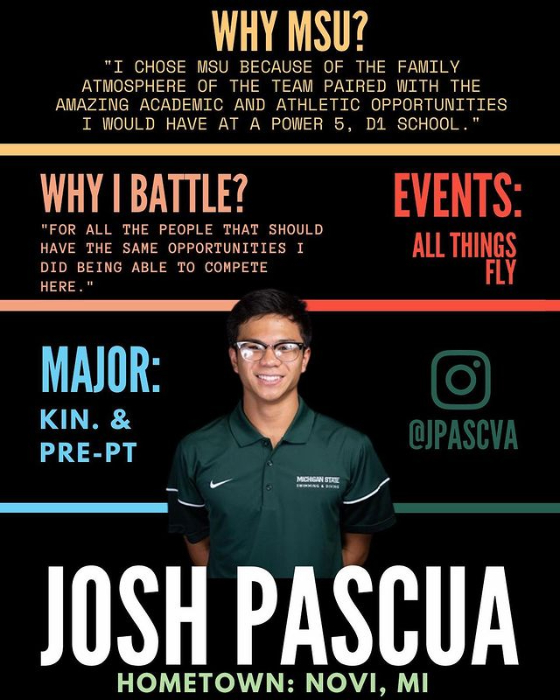 WHY MSU?
"I CHOSE MSU BECAUSE OF THE FAMILY
ATMOSPHERE OF THE TEAM PAIRED WITH THE
AMAZING ACADEMIC AND ATHLETIC OPPORTUNITIES
I WOULD HAVE AT A POWER 5, D1 SCHOOL."
WHY I BATTLE?
"FOR ALL THE PEOPLE THAT SHOULD
HAVE THE SAME OPPORTUNITIES I
DID BEING ABLE TO COMPETE
HERE."
EVENTS:
ALL THINGS
FLY
MAJOR:
KIN. &
PRE-PT
@JPASCVA
MICHIGAN STATE
SWIMMING & DIVING
JOSH PASCUA
HOMETOWN: NOVI, MI